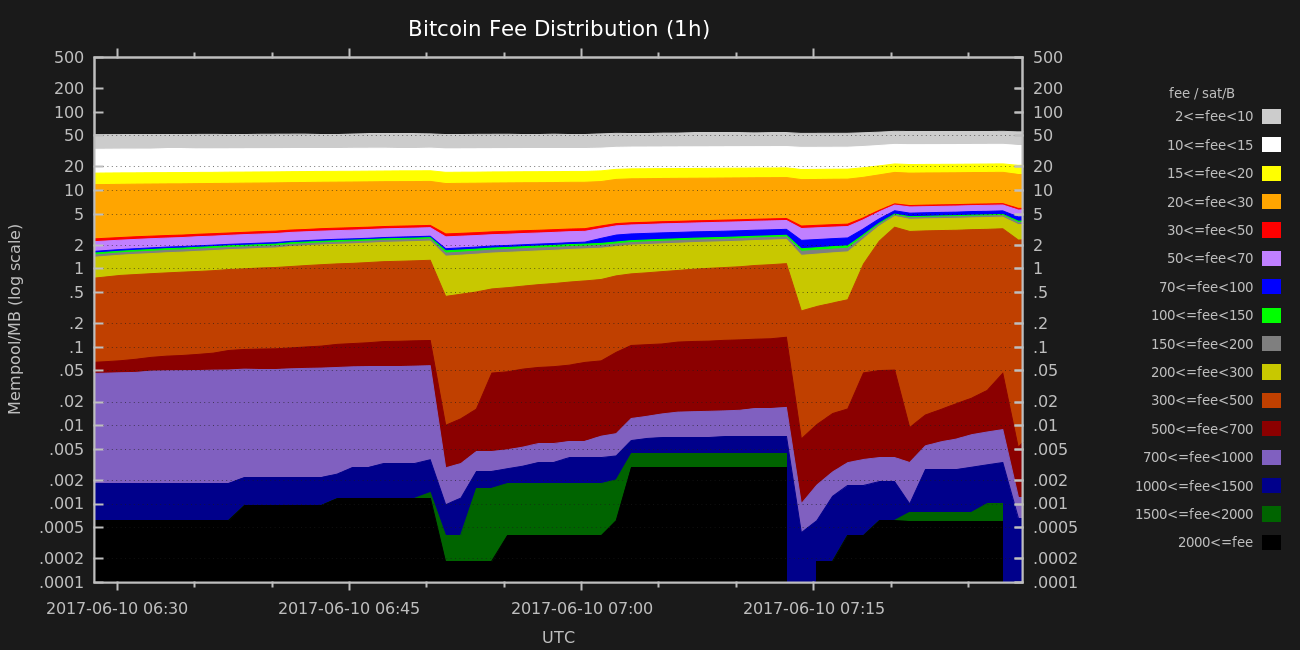 Bitcoin Fee Distribution (1h)
500
200
100
50
20
10
5
2
1
.5
.2
.1
.05
.02
.01
.005
.002
.001
.0005
.0002
.0001
Mempool/MB (log scale)
500
200
100
50
20
10
5
2
1
.5
.2
.1
.05
.02
.01
.005
.002
.001
.0005
.0002
.0001
2017-06-10 06:30 2017-06-10 06:45 2017-06-10 07:00 2017-06-10 07:15
UTC
fee / sat/B
2<=fee<10
10<=fee<15
15<=fee<20
20<=fee<30
30<=fee<50
50<=fee<70
70<=fee<100
100<=fee<150
150<=fee<200
200<=fee<300
300<=fee<500
500<=fee<700
700<=fee<1000
1000<=fee<1500
1500<=fee<2000
2000<=fee